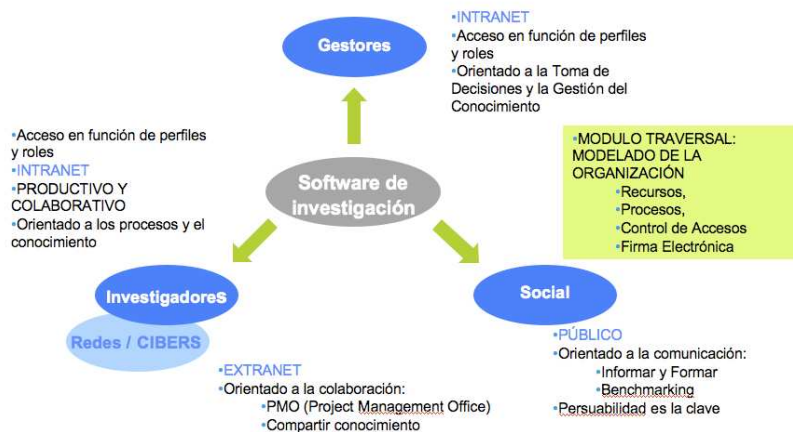 •INTRANET
•Acceso en función de perfiles
y roles
•Orientado a la Toma de
Decisiones y la Gestión del
Conocimiento
Gestores
•Acceso en función de perfiles
y roles
•INTRANET
•PRODUCTIVO Y
COLABORATIVO
•Orientado a los procesos y el
conocimiento
Software de
investigación
•MODULO TRAVERSAL:
MODELADO DE LA
ORGANIZACIÓN
•Recursos,
•Procesos,
•Control de Accesos
•Firma Electrónica
Investigadores
Redes / CIBERS
Social
•EXTRANET
•Orientado a la colaboración:
•PMO (Project Management Office)
•Compartir conocimiento
•PÚBLICO
•Orientado a la comunicación:
•Informar y Formar
•Benchmarking
•Persuabilidad es la clave